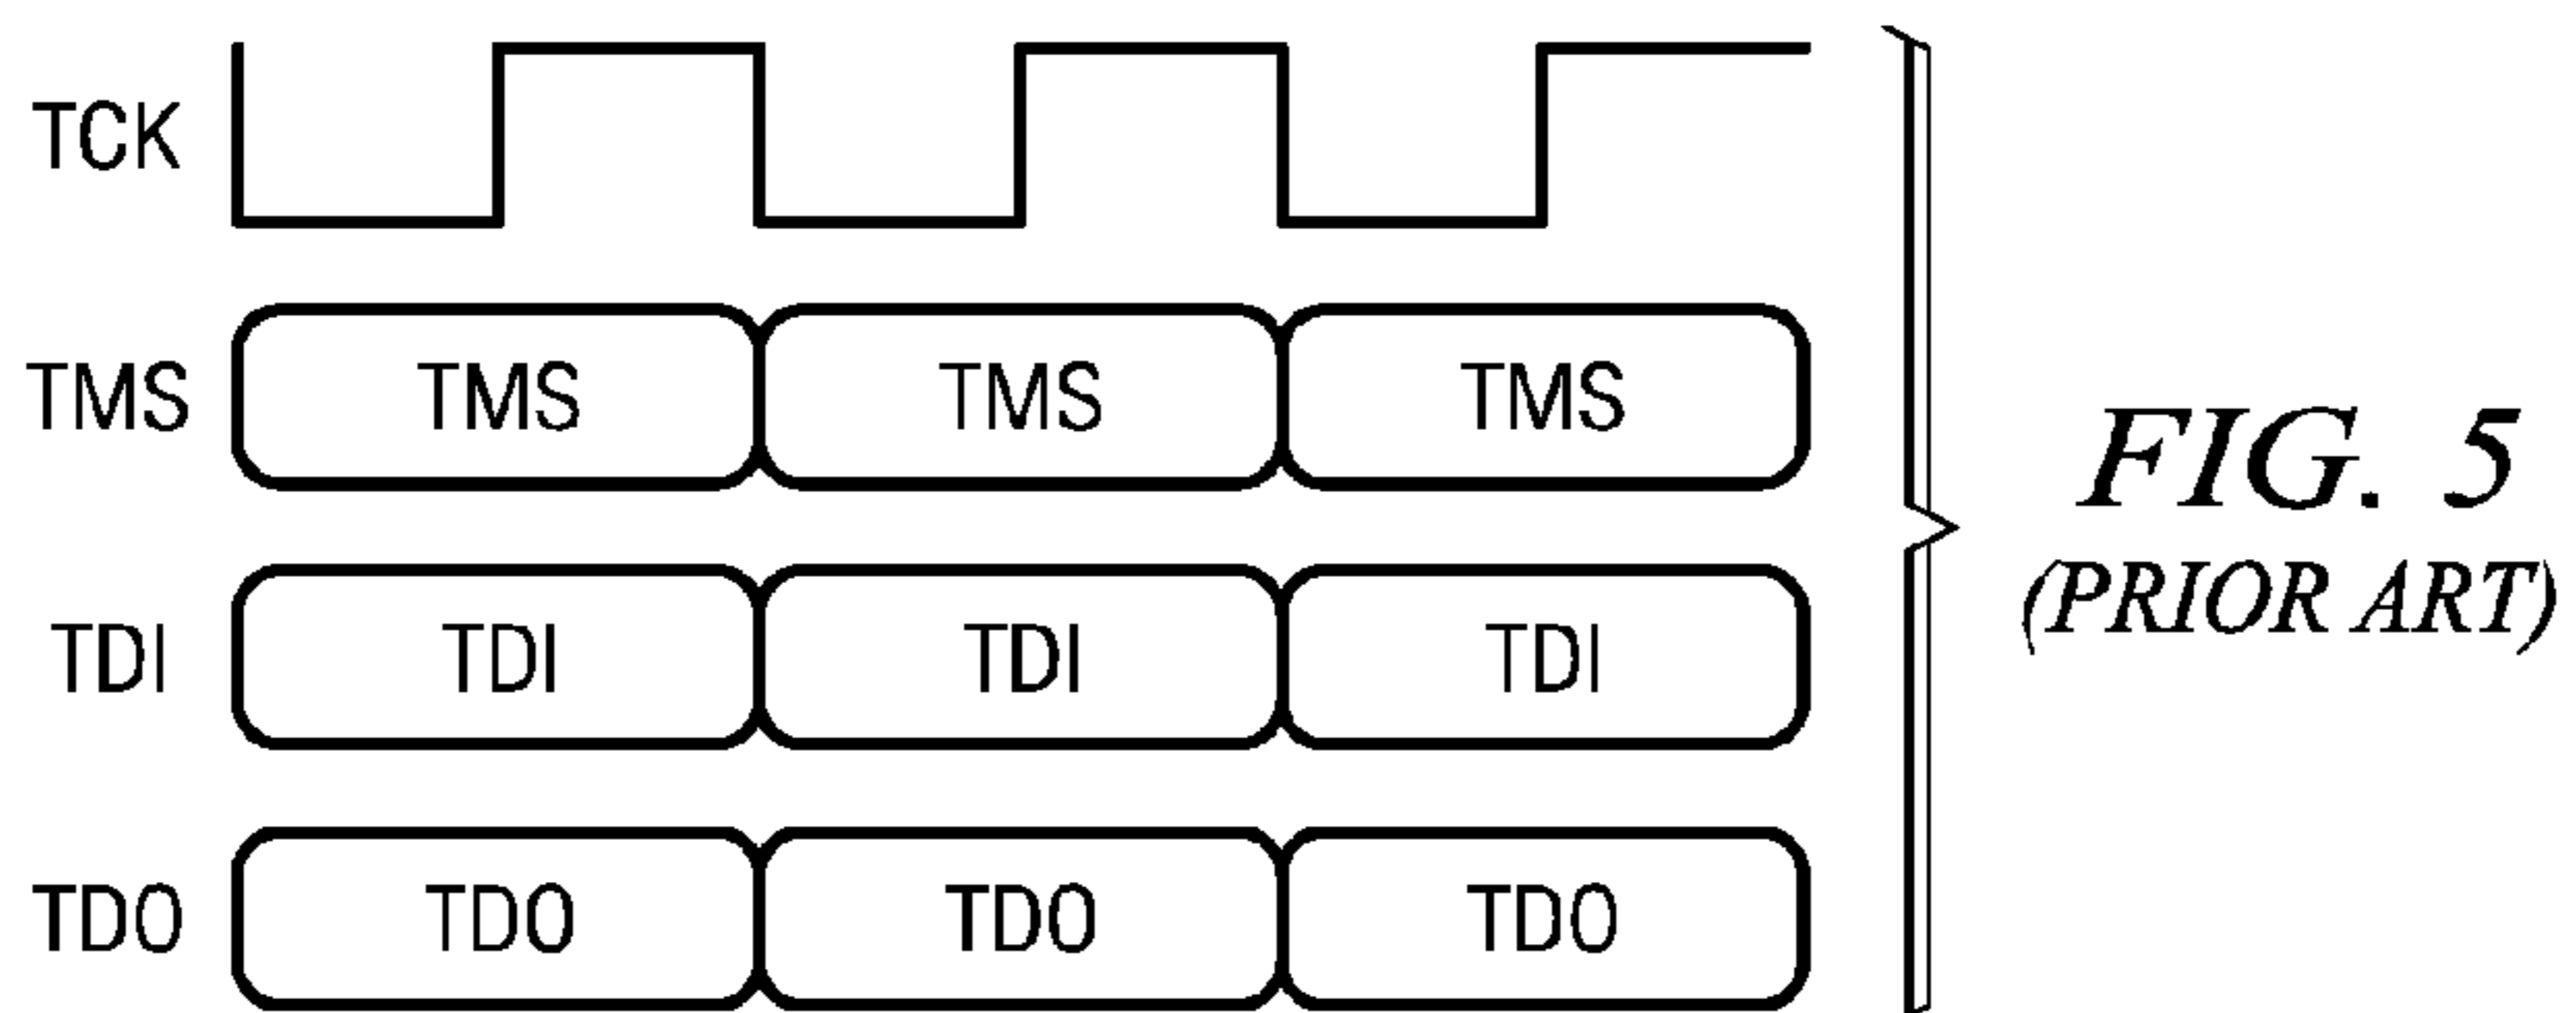 TCK
TMS TMS TMS TMS
TDI TDI TDI TDI
TDO TDO TDO TDO
FIG. 5
(PRIOR ART)